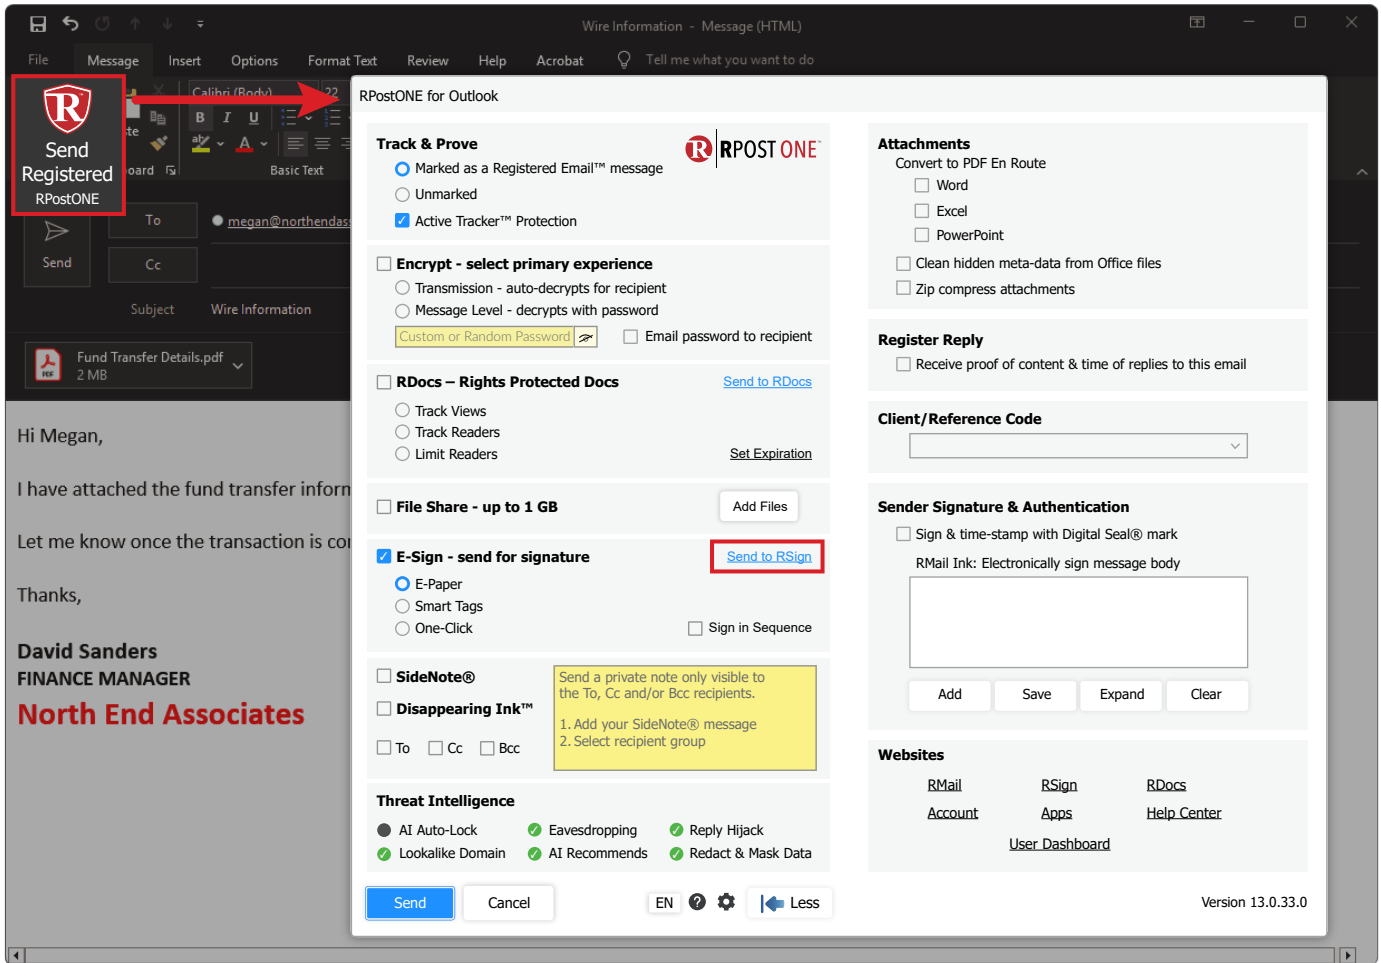 Wire Information - Message (HTML)
File Message Insert Options Format Text Review Help Acrobat Tell me what you want to do
R
Send
Registered
RPostONE
Calibri (Body) 22
B I U
Basic Text
To
megan@northendass
Send
Cc
Subject Wire Information
Fund Transfer Details.pdf
2 MB
PDF
Hi Megan,
I have attached the fund transfer inform
Let me know once the transaction is co
Thanks,
David Sanders
FINANCE MANAGER
North End Associates
RPostONE for Outlook
Track & Prove
R RPOST ONE™
Marked as a Registered Email™ message
Unmarked
Active Tracker™ Protection
Encrypt - select primary experience
Transmission - auto-decrypts for recipient
Message Level - decrypts with password
Custom or Random Password Email password to recipient
RDocs – Rights Protected Docs Send to RDocs
Track Views
Track Readers
Limit Readers Set Expiration
File Share - up to 1 GB Add Files
E-Sign - send for signature Send to RSign
E-Paper
Smart Tags
One-Click Sign in Sequence
SideNote®
Disappearing Ink™
To Cc Bcc
Send a private note only visible to
the To, Cc and/or Bcc recipients.
1. Add your SideNote® message
2. Select recipient group
Threat Intelligence
AI Auto-Lock Eavesdropping Reply Hijack
Lookalike Domain AI Recommends Redact & Mask Data
Send Cancel EN ? Less
Attachments
Convert to PDF En Route
Word
Excel
PowerPoint
Clean hidden meta-data from Office files
Zip compress attachments
Register Reply
Receive proof of content & time of replies to this email
Client/Reference Code
Sender Signature & Authentication
Sign & time-stamp with Digital Seal® mark
RMail Ink: Electronically sign message body
Add Save Expand Clear
Websites
RMail RSign RDocs
Account Apps Help Center
User Dashboard
Version 13.0.33.0